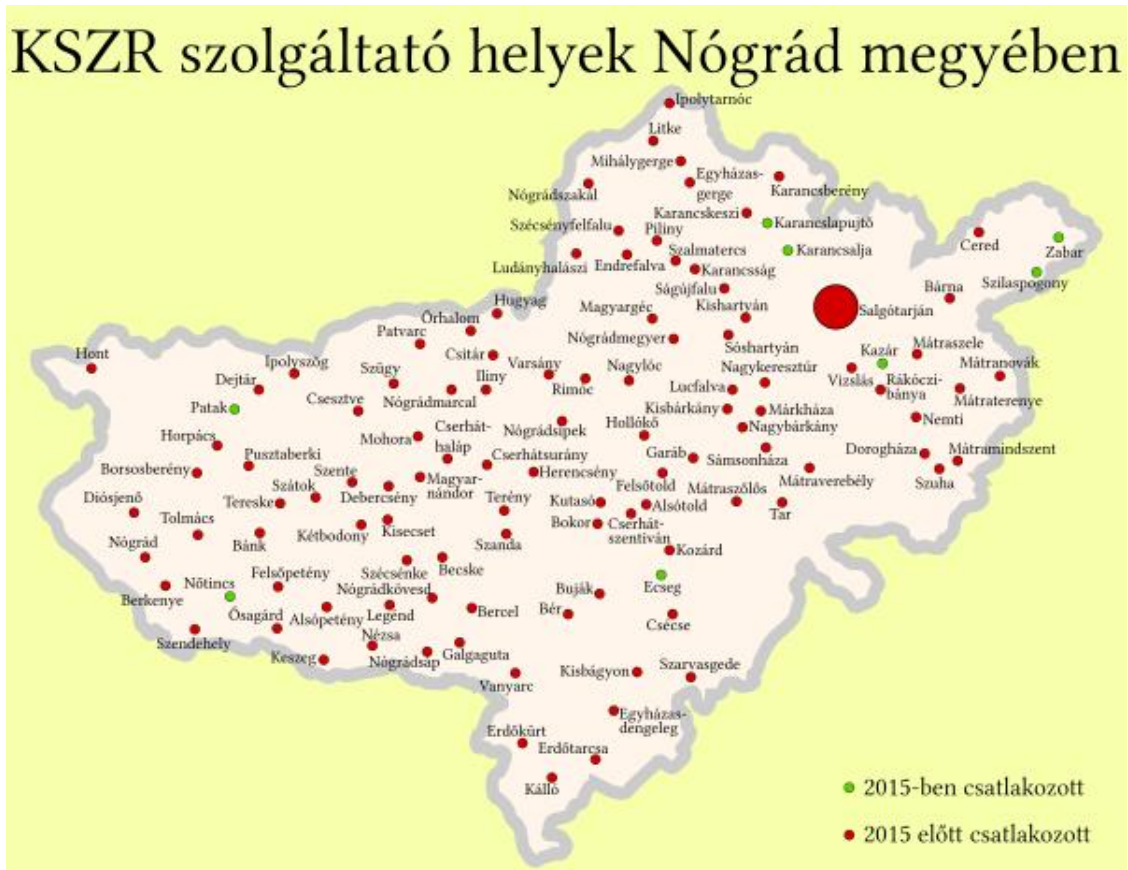 KSZR szolgáltató helyek Nógrád megyében
Ipolytarnóc
Litke
Mihálygerge
Egyházas-
gerge
Karancsberény
Nógrádszakál
Karancskeszi
Karancslapujtő
Szécsényfelfalu
Piliny
Cered
Zabar
Szalmatercs
Karancsalja
Ludányhalászi
Endrefalva
Karancsság
Szilaspogony
Ságújfalu
Bárna
Hugyag
Magyargéc
Kishartyán
Salgótarján
Őrhalom
Patvarc
Nógrádmegyer
Sóshartyán
Kazár
Mátraszele
Hont
Csitár
Varsány
Nagylóc
Nagykeresztúr
Mátranovák
Ipolyszög
Szügy
Iliny
Rimóc
Lucfalva
Vizslás
Rákóczi-
bánya
Dejtár
Csesztve
Nógrádmarcal
Mátraterenye
Patak
Kisbárkány
Márkháza
Nemti
Horpács
Mohora
Cserhát-
haláp
Nógrádsipek
Hollókő
Nagybárkány
Pusztaberki
Cserhátsurány
Garáb
Sámsonháza
Dorogháza
Mátramindszent
Borsosberény
Szente
Magyar-
nándor
Herencsény
Felsőtold
Mátraverebély
Szuha
Diósjenő
Szátok
Debercsény
Terény
Kutasó
Alsótold
Mátraszőlős
Tereske
Tar
Tolmács
Kétbodony
Kisecset
Bokor
Cserhát-
szentiván
Nógrád
Bánk
Szanda
Kozárd
Szécsénke
Becske
Felsőpetény
Nőtincs
Nógrádkövesd
Buják
Ecseg
Berkenye
Ősagárd
Alsópetény
Legénd
Bercel
Bér
Csécse
Szendehely
Nézsa
Keszeg
Nógrádsáp
Galgaguta
Kisbágyon
Szarvasgede
Vanyarc
Egyházas-
dengeleg
Erdőkürt
Erdőtarcsa
Kálló
2015-ben csatlakozott
2015 előtt csatlakozott